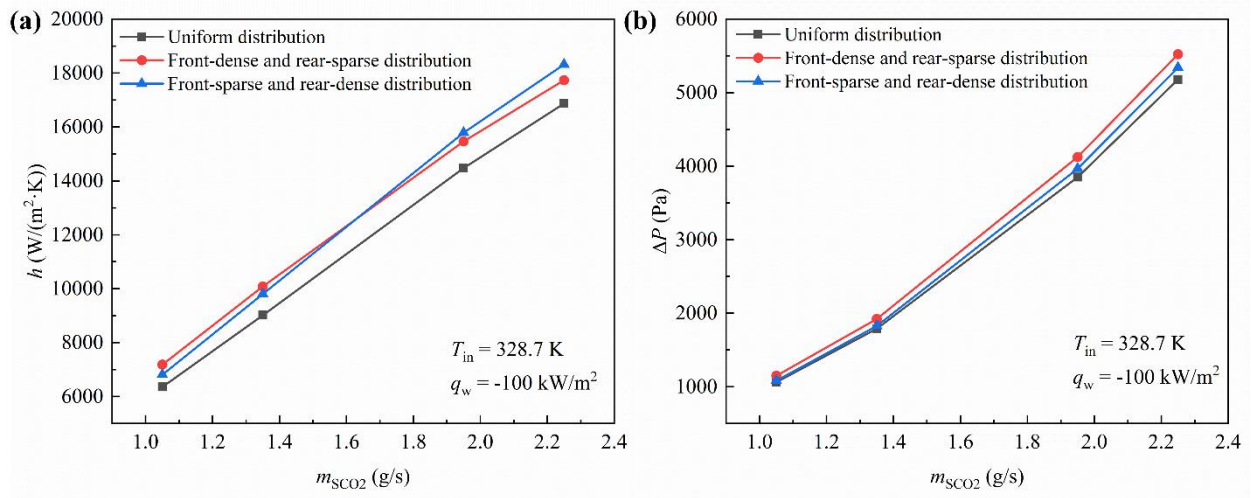 (a)
20000
18000
16000
14000
12000
10000
8000
6000
h (W/(m²·K))
Uniform distribution
Front-dense and rear-sparse distribution
Front-sparse and rear-dense distribution
T_in = 328.7 K
q_w = -100 kW/m²
1.0 1.2 1.4 1.6 1.8 2.0 2.2 2.4
m_SCO2 (g/s)
(b)
6000
5000
4000
3000
2000
1000
ΔP (Pa)
Uniform distribution
Front-dense and rear-sparse distribution
Front-sparse and rear-dense distribution
T_in = 328.7 K
q_w = -100 kW/m²
1.0 1.2 1.4 1.6 1.8 2.0 2.2 2.4
m_SCO2 (g/s)